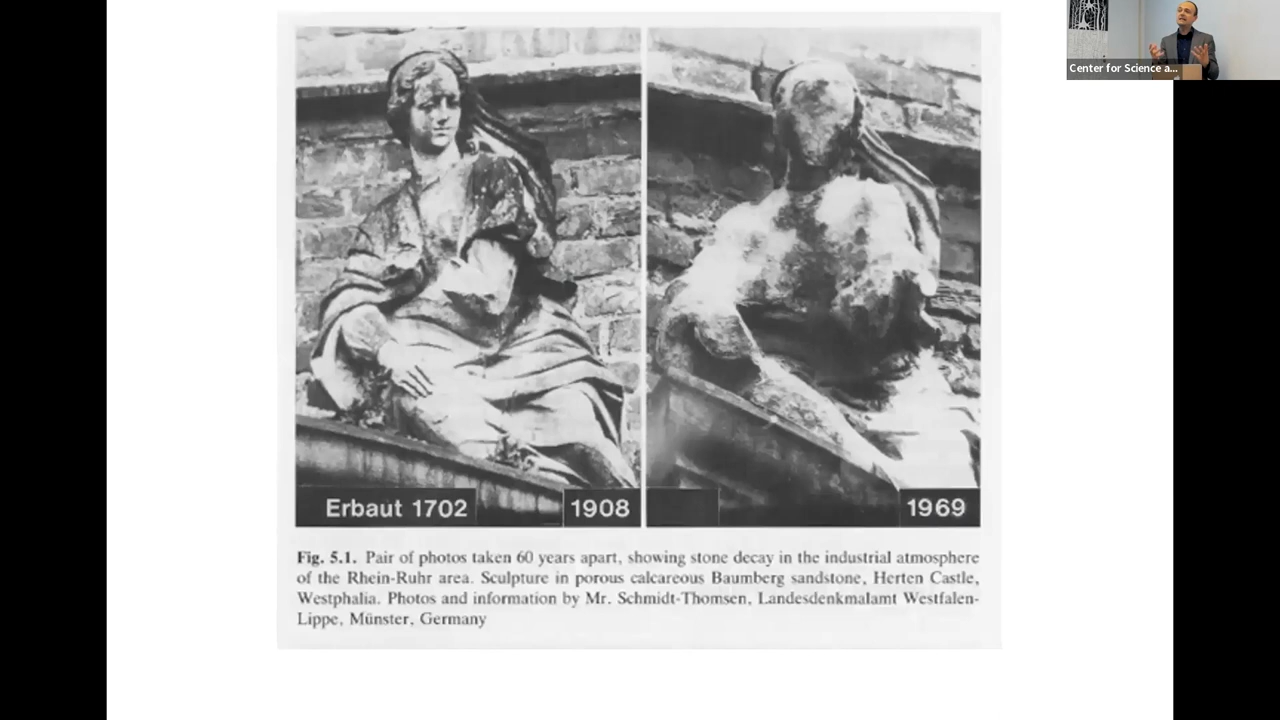 Center for Science a...
Erbaut 1702
1908
1969
Fig. 5.1. Pair of photos taken 60 years apart, showing stone decay in the industrial atmosphere
of the Rhein-Ruhr area. Sculpture in porous calcareous Baumberg sandstone, Herten Castle,
Westphalia. Photos and information by Mr. Schmidt-Thomsen, Landesdenkmalamt Westfalen-
Lippe, Münster, Germany